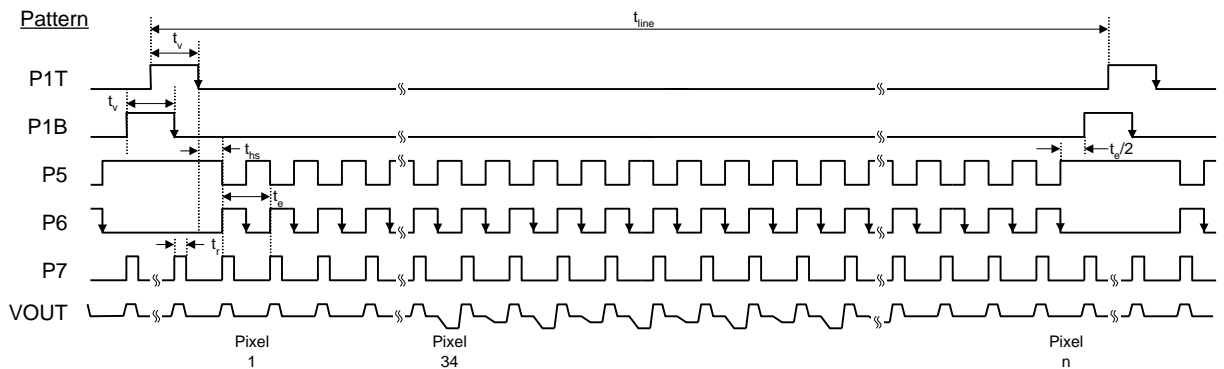 Pattern
t_line
t_v
P1T
t_v
P1B
t_hs
t_e/2
P5
t_e
P6
t_r
P7
VOUT
Pixel 1
Pixel 34
Pixel n